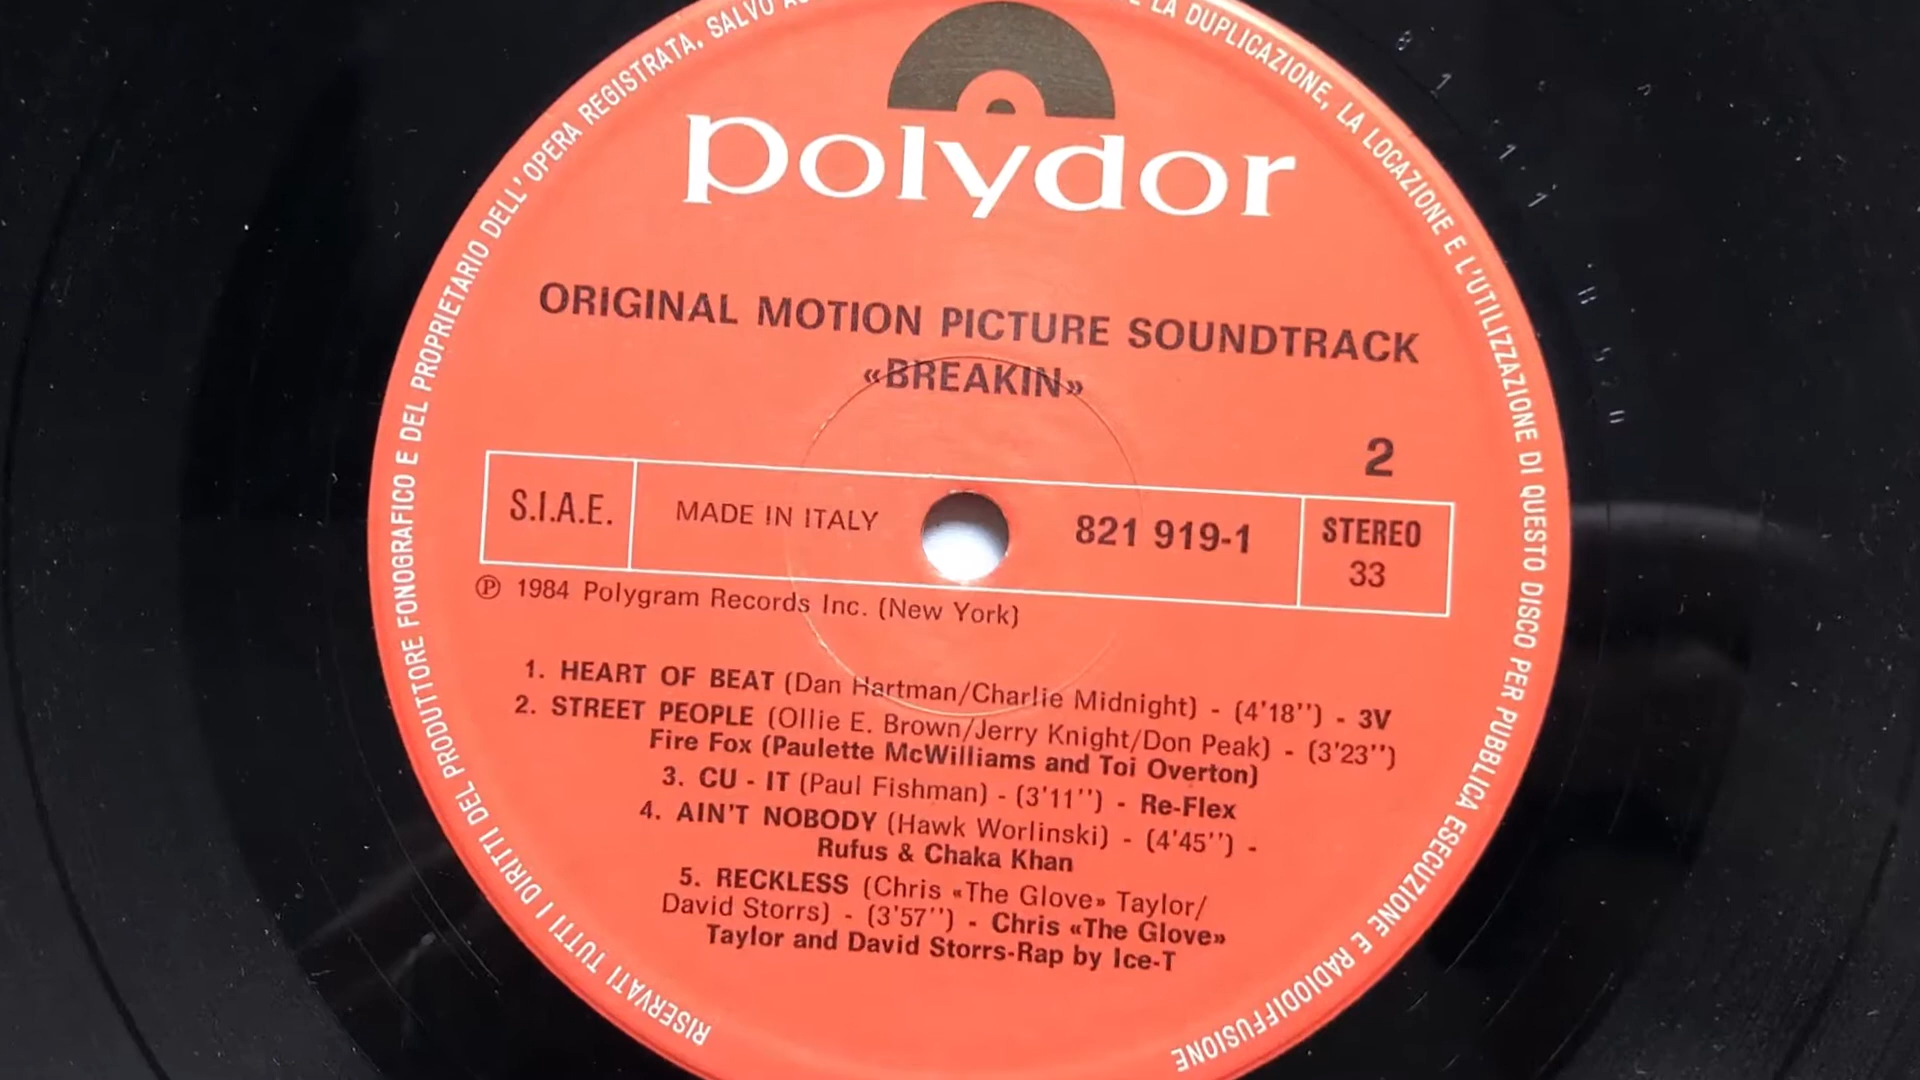 polydor
ORIGINAL MOTION PICTURE SOUNDTRACK
«BREAKIN»
2
S.I.A.E.
MADE IN ITALY
821 919-1
STEREO
33
℗ 1984 Polygram Records Inc. (New York)
1. HEART OF BEAT (Dan Hartman/Charlie Midnight) - (4'18'') - 3V
2. STREET PEOPLE (Ollie E. Brown/Jerry Knight/Don Peak) - (3'23'')
Fire Fox (Paulette McWilliams and Toi Overton)
3. CU - IT (Paul Fishman) - (3'11'') - Re-Flex
4. AIN'T NOBODY (Hawk Worlinski) - (4'45'') -
Rufus & Chaka Khan
5. RECKLESS (Chris «The Glove» Taylor/
David Storrs) - (3'57'') - Chris «The Glove»
Taylor and David Storrs-Rap by Ice-T
RISERVATI TUTTI I DIRITTI DEL PRODUTTORE FONOGRAFICO E DEL PROPRIETARIO DELL' OPERA REGISTRATA. SALVO
LA DUPLICAZIONE, LA LOCAZIONE E L'UTILIZZAZIONE DI QUESTO DISCO PER PUBBLICA ESECUZIONE E RADIODIFFUSIONE